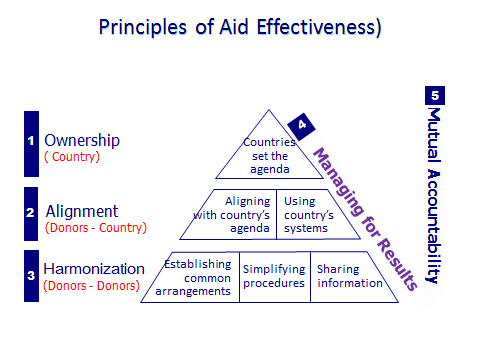 Principles of Aid Effectiveness)
1
Ownership
( Country)
Countries
set the
agenda
2
Alignment
(Donors - Country)
Aligning
with country's
agenda
Using
country's
systems
3
Harmonization
(Donors - Donors)
Establishing
common
arrangements
Simplifying
procedures
Sharing
information
4
Managing for Results
5
Mutual Accountability